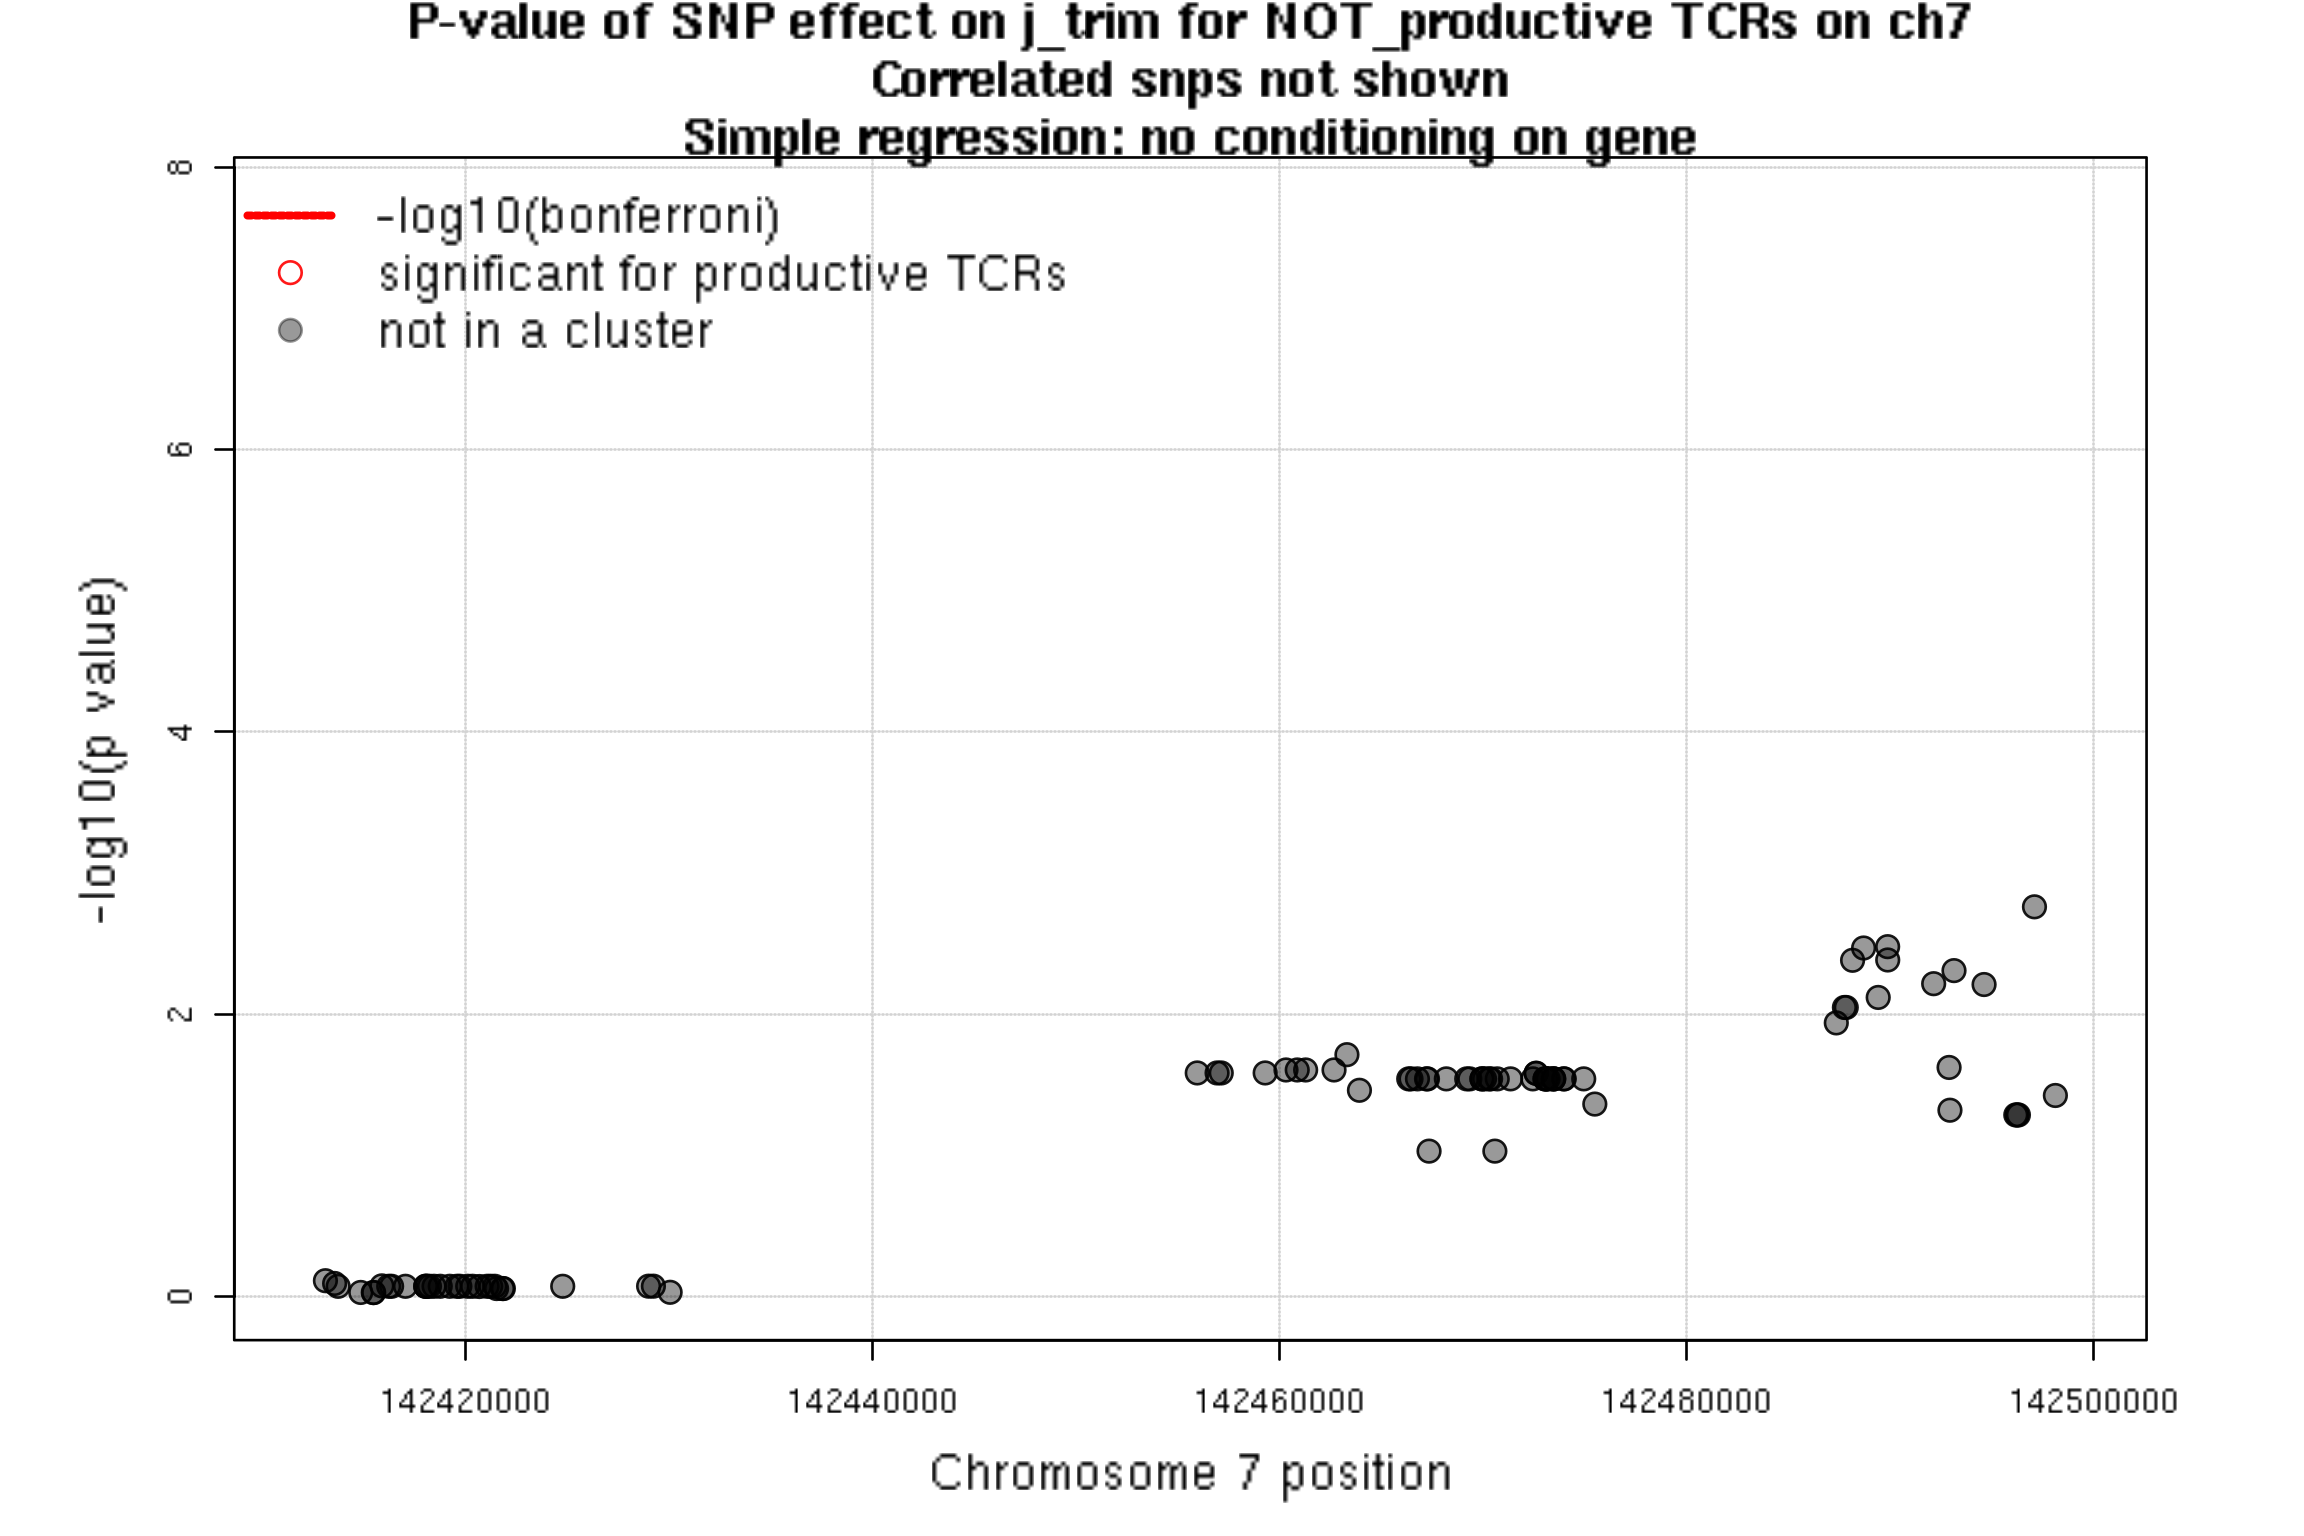 P-value of SNP effect on j_trim for NOT_productive TCRs on ch7
Correlated snps not shown
Simple regression: no conditioning on gene
-log10(bonferroni)
significant for productive TCRs
not in a cluster
8
6
4
2
0
-log10(p value)
142420000
142440000
142460000
142480000
142500000
Chromosome 7 position